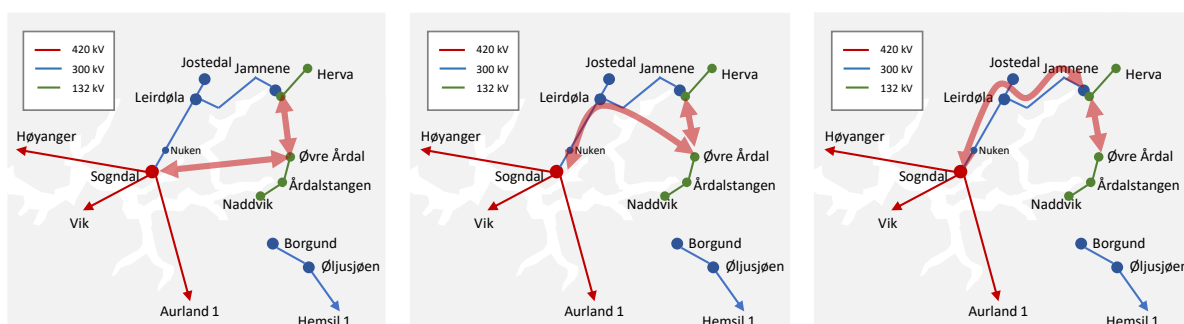 420 kV
300 kV
132 kV
Jostedal
Jamnene
Herva
Leirdøla
Høyanger
Nuken
Øvre Årdal
Sogndal
Årdalstangen
Naddvik
Vik
Borgund
Øljusjøen
Aurland 1
Hemsil 1
420 kV
300 kV
132 kV
Jostedal
Jamnene
Herva
Leirdøla
Høyanger
Nuken
Øvre Årdal
Sogndal
Årdalstangen
Naddvik
Vik
Borgund
Øljusjøen
Aurland 1
Hemsil 1
420 kV
300 kV
132 kV
Jostedal
Jamnene
Herva
Leirdøla
Høyanger
Nuken
Øvre Årdal
Sogndal
Årdalstangen
Naddvik
Vik
Borgund
Øljusjøen
Aurland 1
Hemsil 1